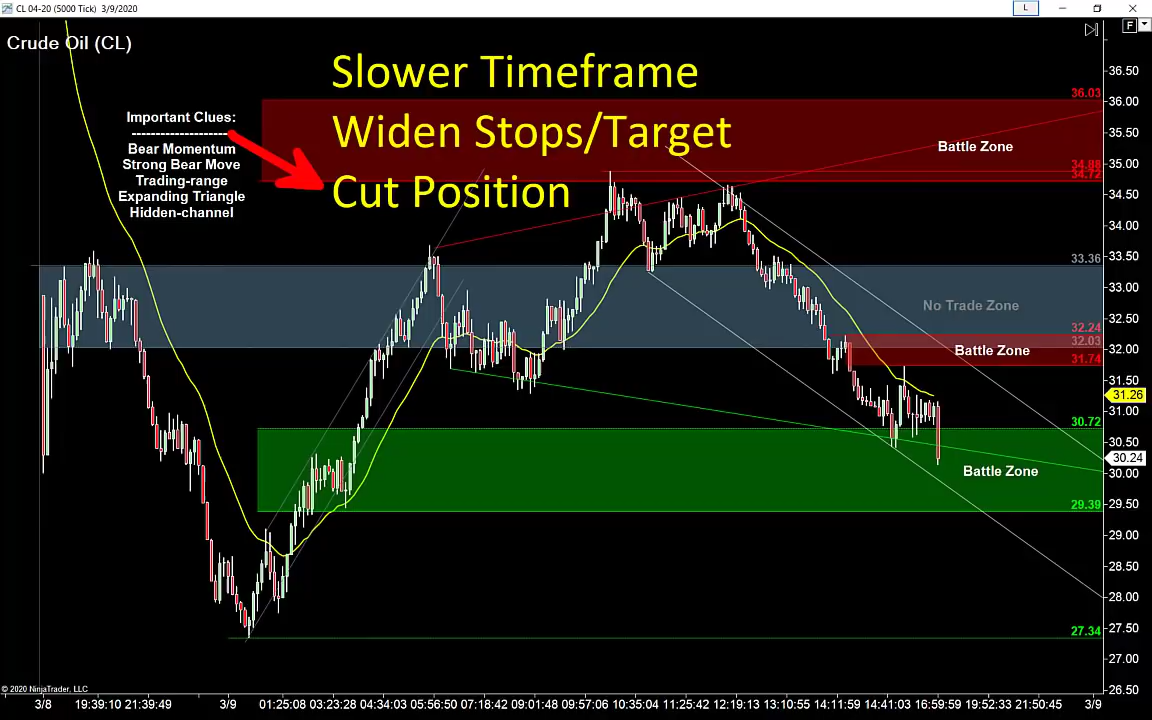 CL 04-20 (5000 Tick) 3/9/2020
L
F
Crude Oil (CL)
Slower Timeframe
Widen Stops/Target
Cut Position
Important Clues:
--------------------
Bear Momentum
Strong Bear Move
Trading-range
Expanding Triangle
Hidden-channel
36.03
Battle Zone
34.88
34.72
33.36
No Trade Zone
32.24
32.03
Battle Zone
31.74
30.72
Battle Zone
29.39
27.34
36.50
36.00
35.50
35.00
34.50
34.00
33.50
33.00
32.50
32.00
31.50
31.26
31.00
30.50
30.24
30.00
29.50
29.00
28.50
28.00
27.50
27.00
26.50
© 2020 NinjaTrader, LLC
3/8 19:39:10 21:39:49 3/9 01:25:08 03:24:37 04:34:03 05:56:50 07:18:42 09:01:48 09:57:06 10:35:04 11:25:42 12:19:13 13:10:55 14:11:59 14:41:03 16:59:59 19:52:33 21:50:45 3/9